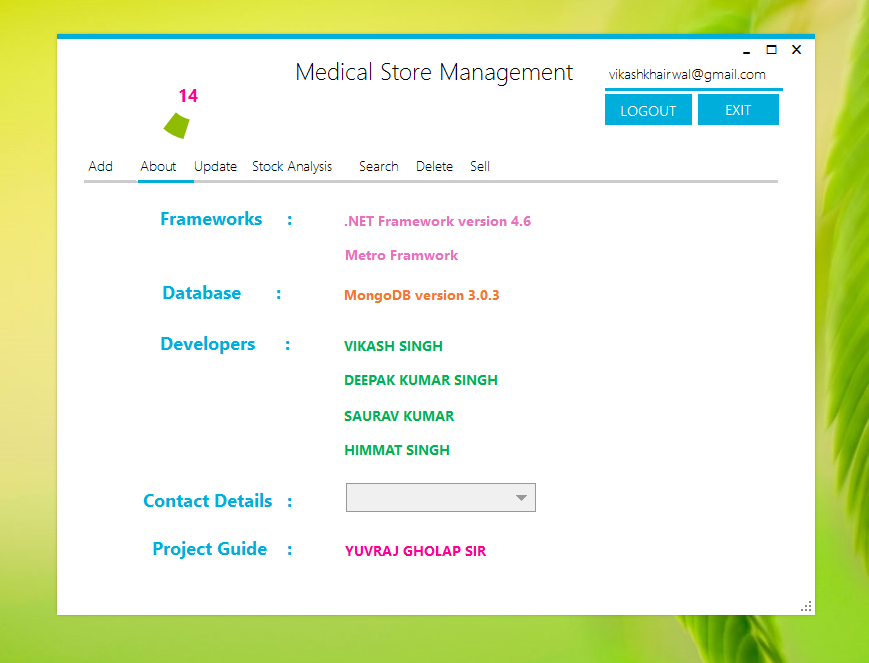 Medical Store Management
vikashkhairwal@gmail.com
14
LOGOUT EXIT
Add About Update Stock Analysis Search Delete Sell
Frameworks : .NET Framework version 4.6
Metro Framwork
Database : MongoDB version 3.0.3
Developers : VIKASH SINGH
DEEPAK KUMAR SINGH
SAURAV KUMAR
HIMMAT SINGH
Contact Details :
Project Guide : YUVRAJ GHOLAP SIR